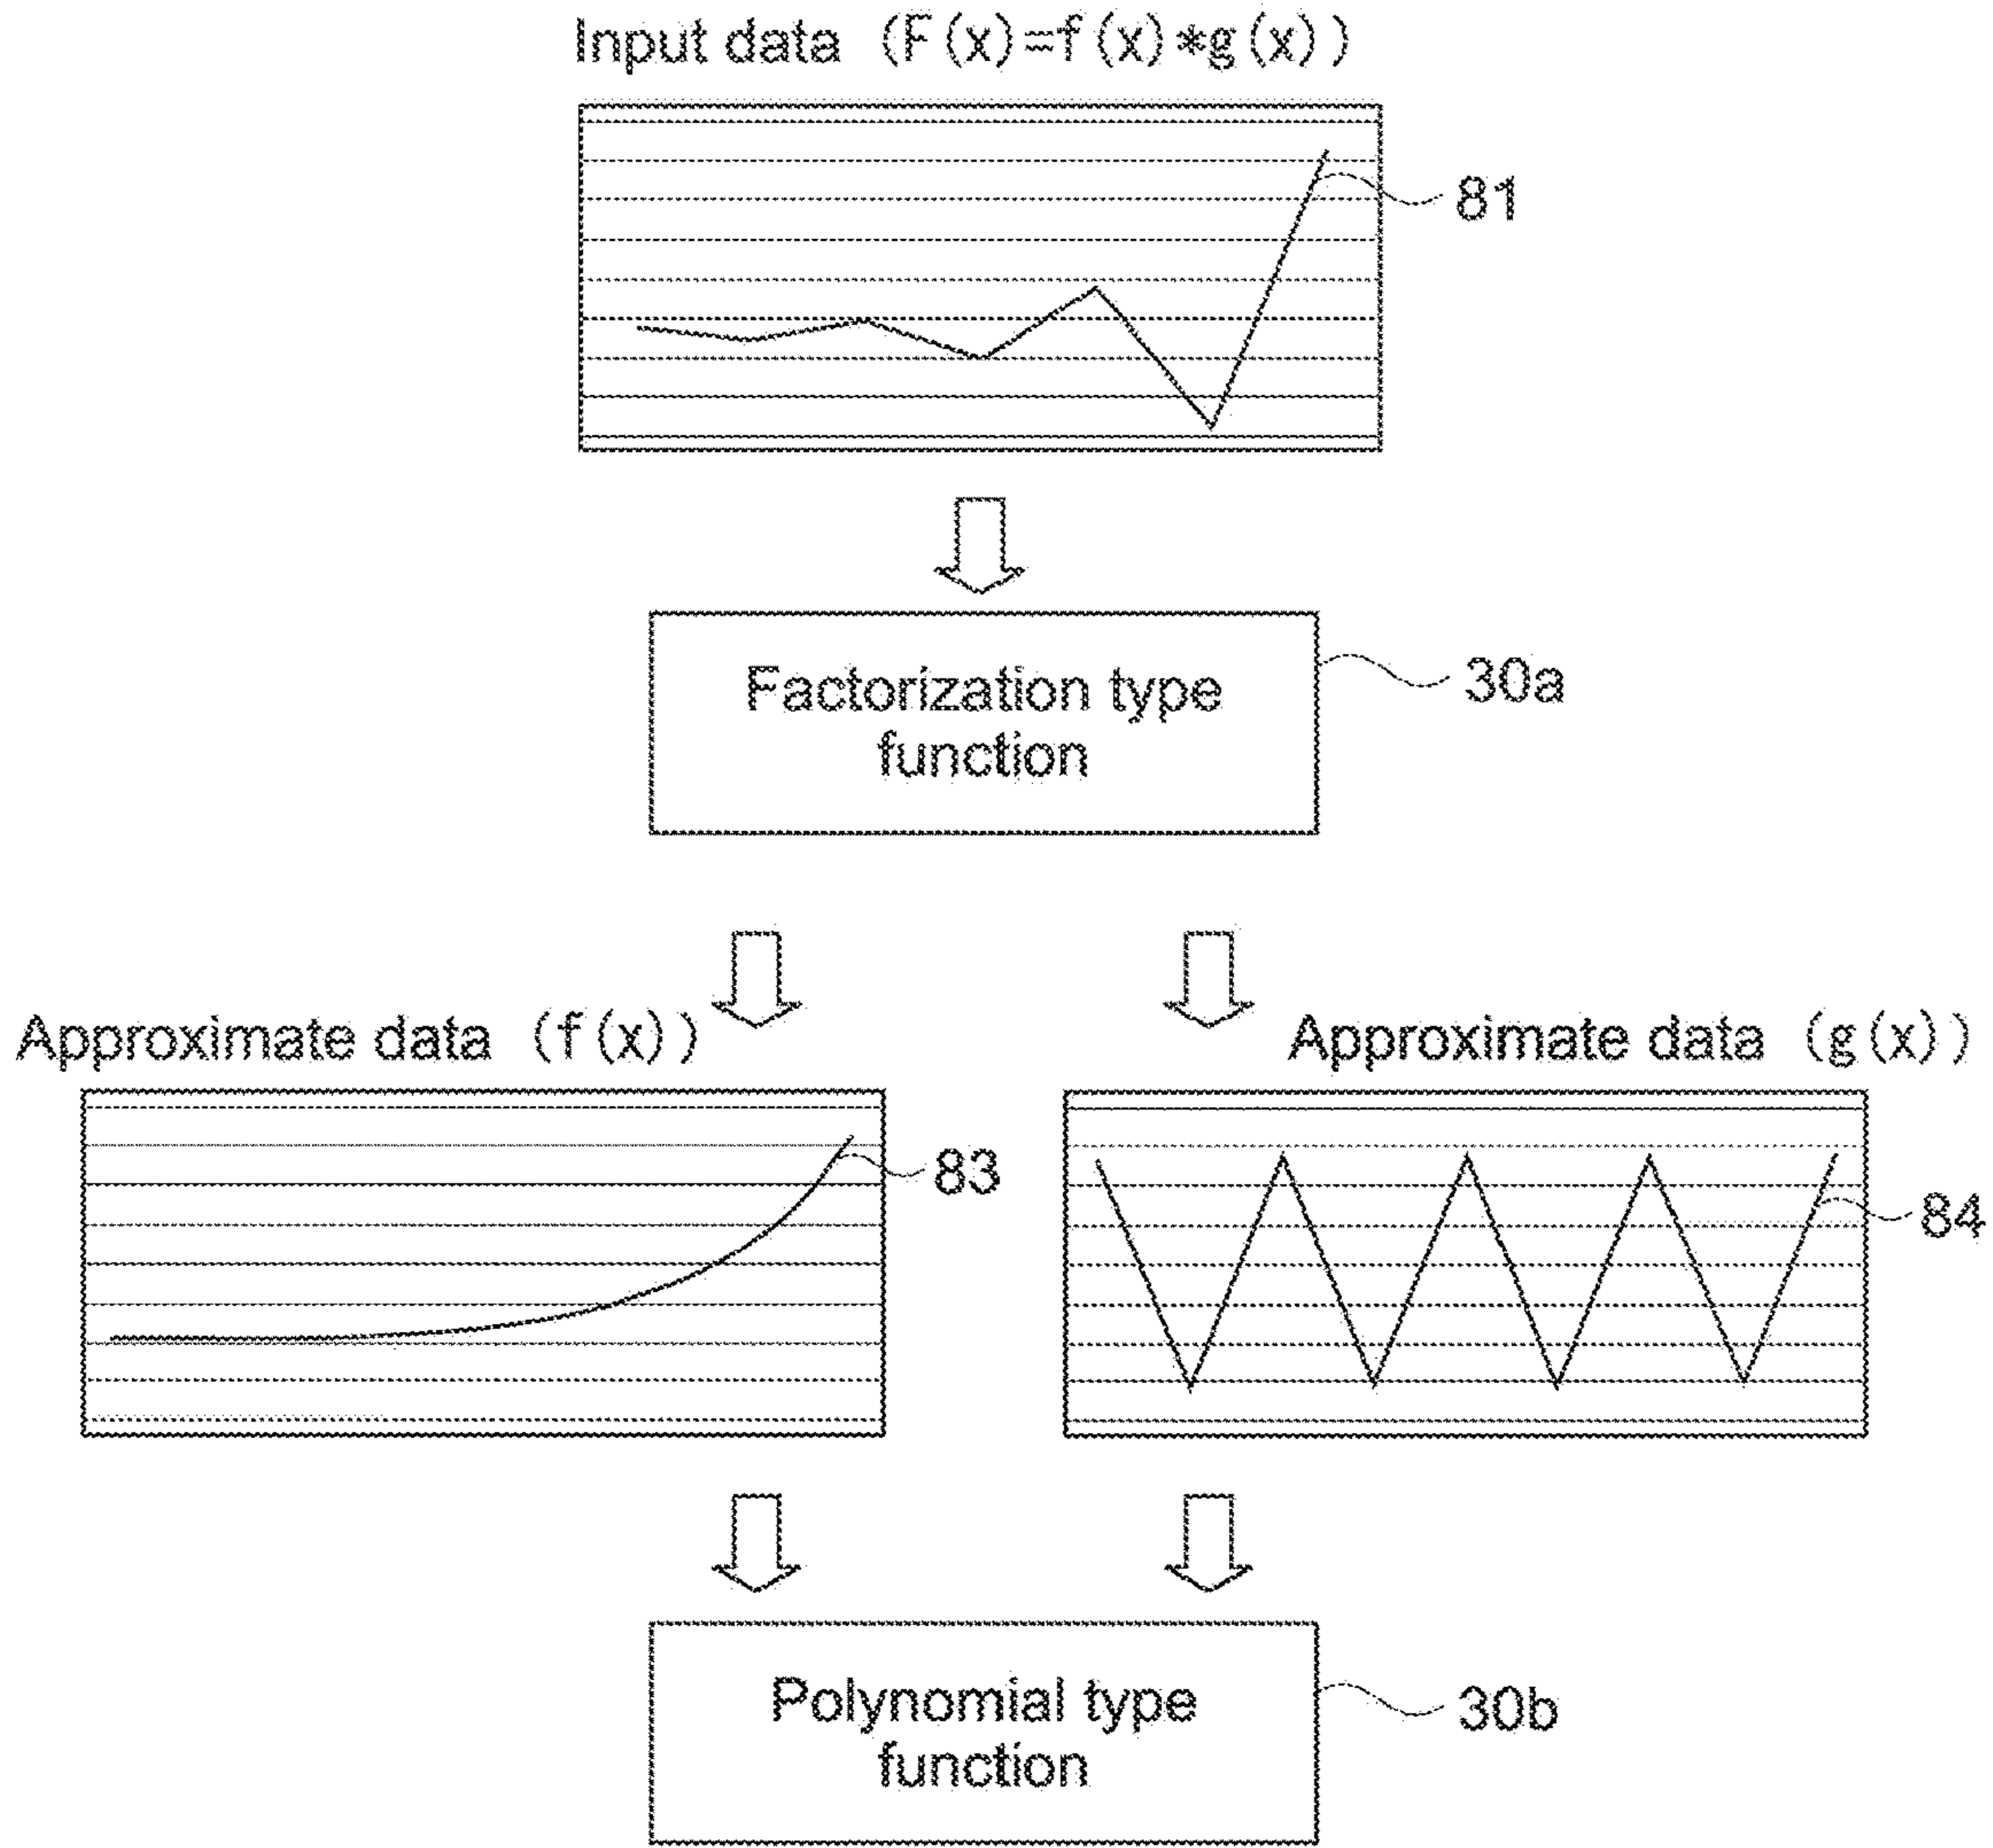 Input data (F(x)=f(x)*g(x))
81
Factorization type
function
30a
Approximate data (f(x))
Approximate data (g(x))
83
84
Polynomial type
function
30b